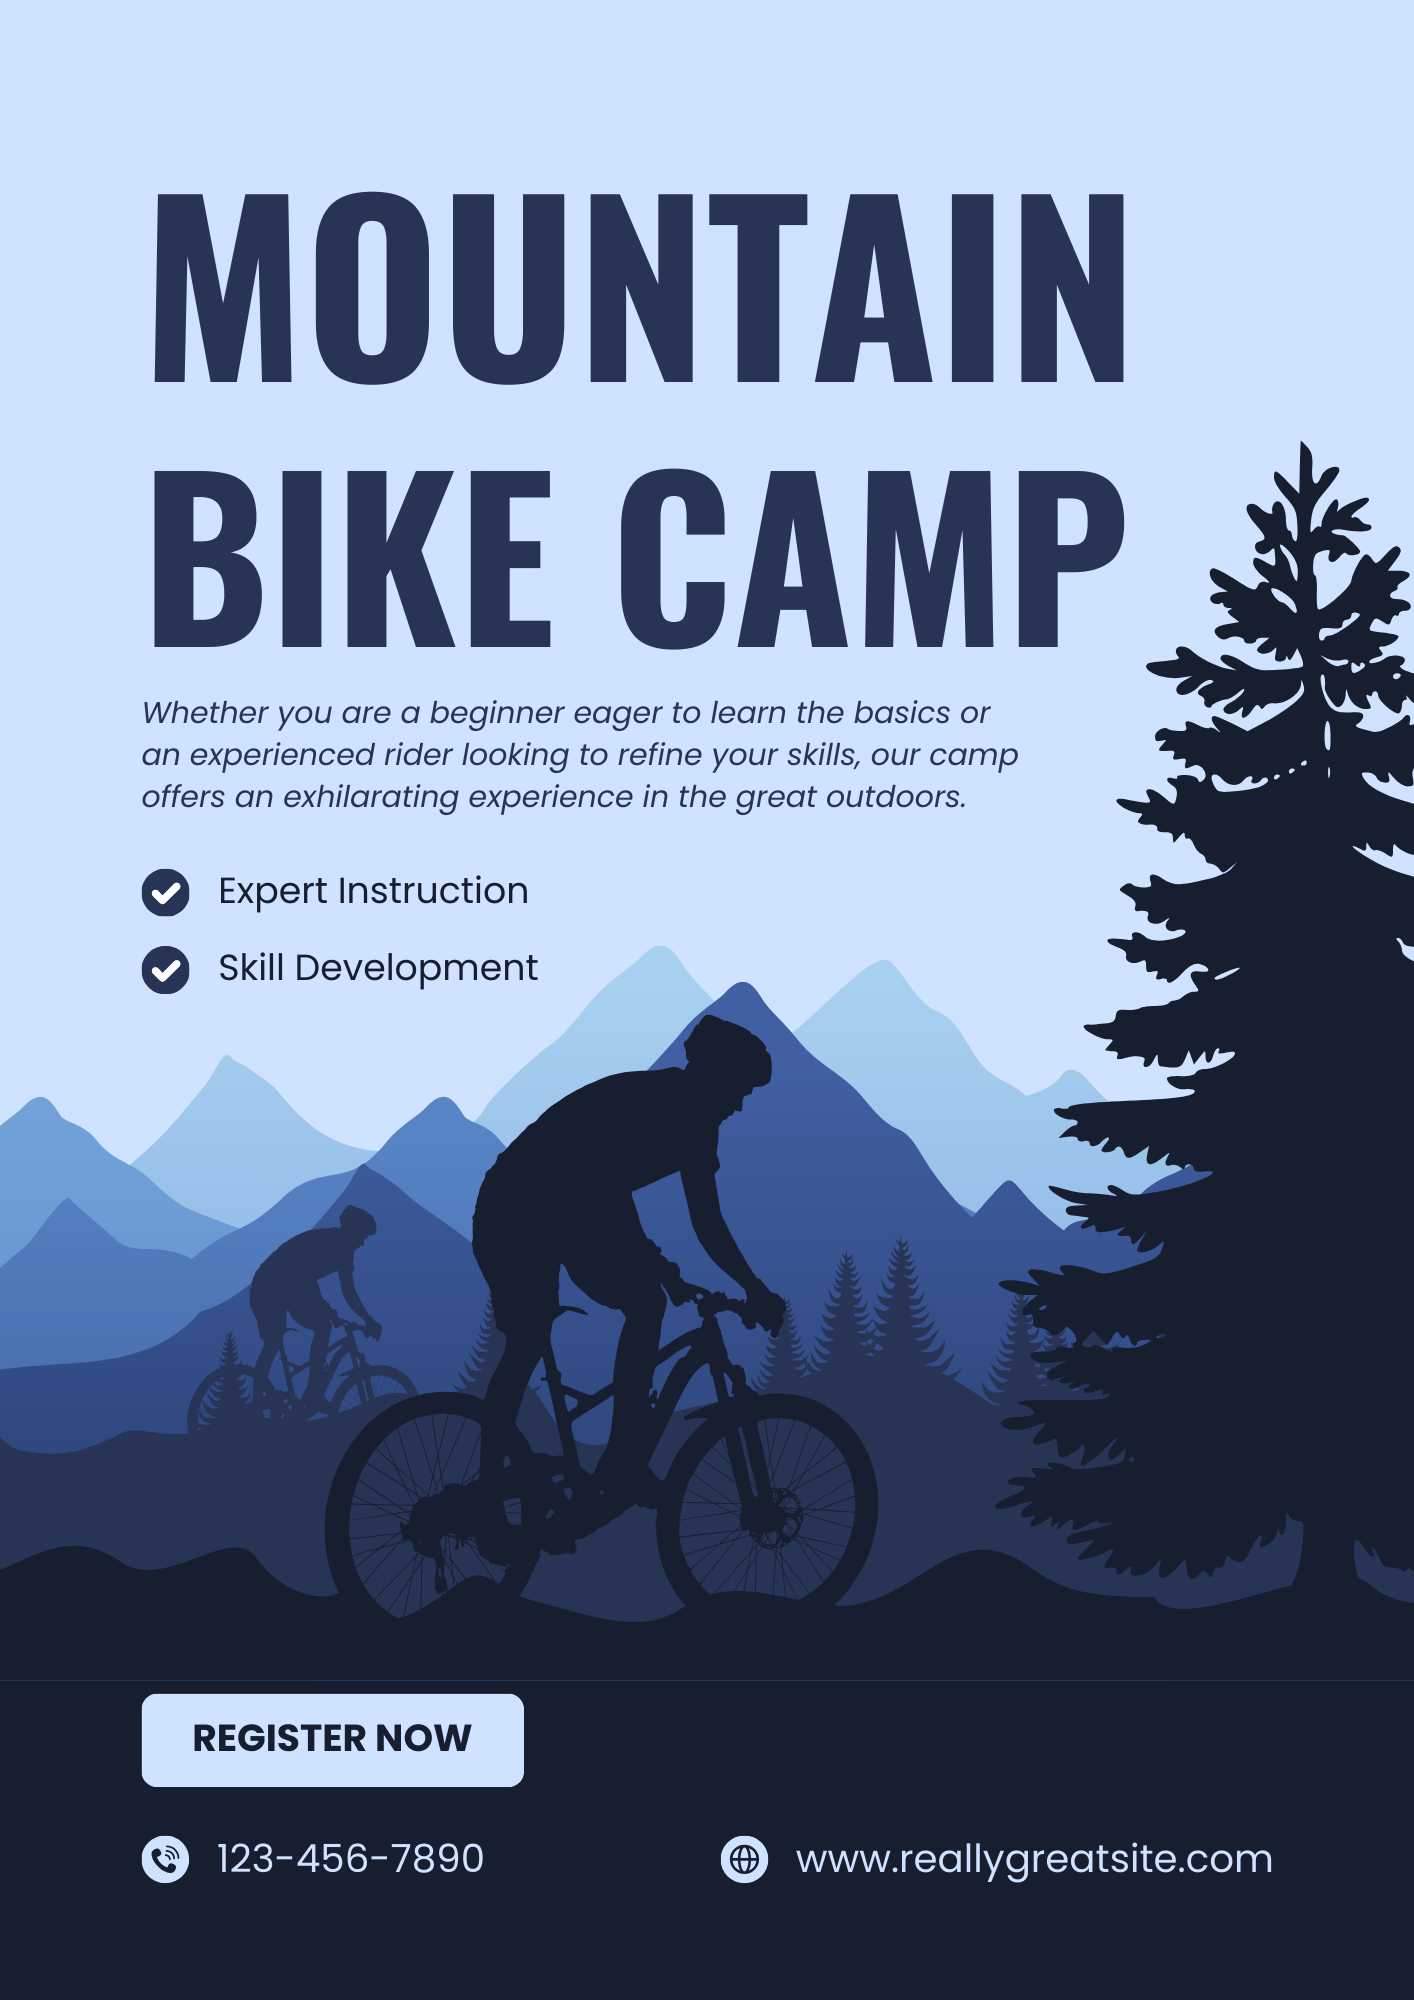 MOUNTAIN
BIKE CAMP
Whether you are a beginner eager to learn the basics or
an experienced rider looking to refine your skills, our camp
offers an exhilarating experience in the great outdoors.
Expert Instruction
Skill Development
REGISTER NOW
123-456-7890
www.reallygreatsite.com